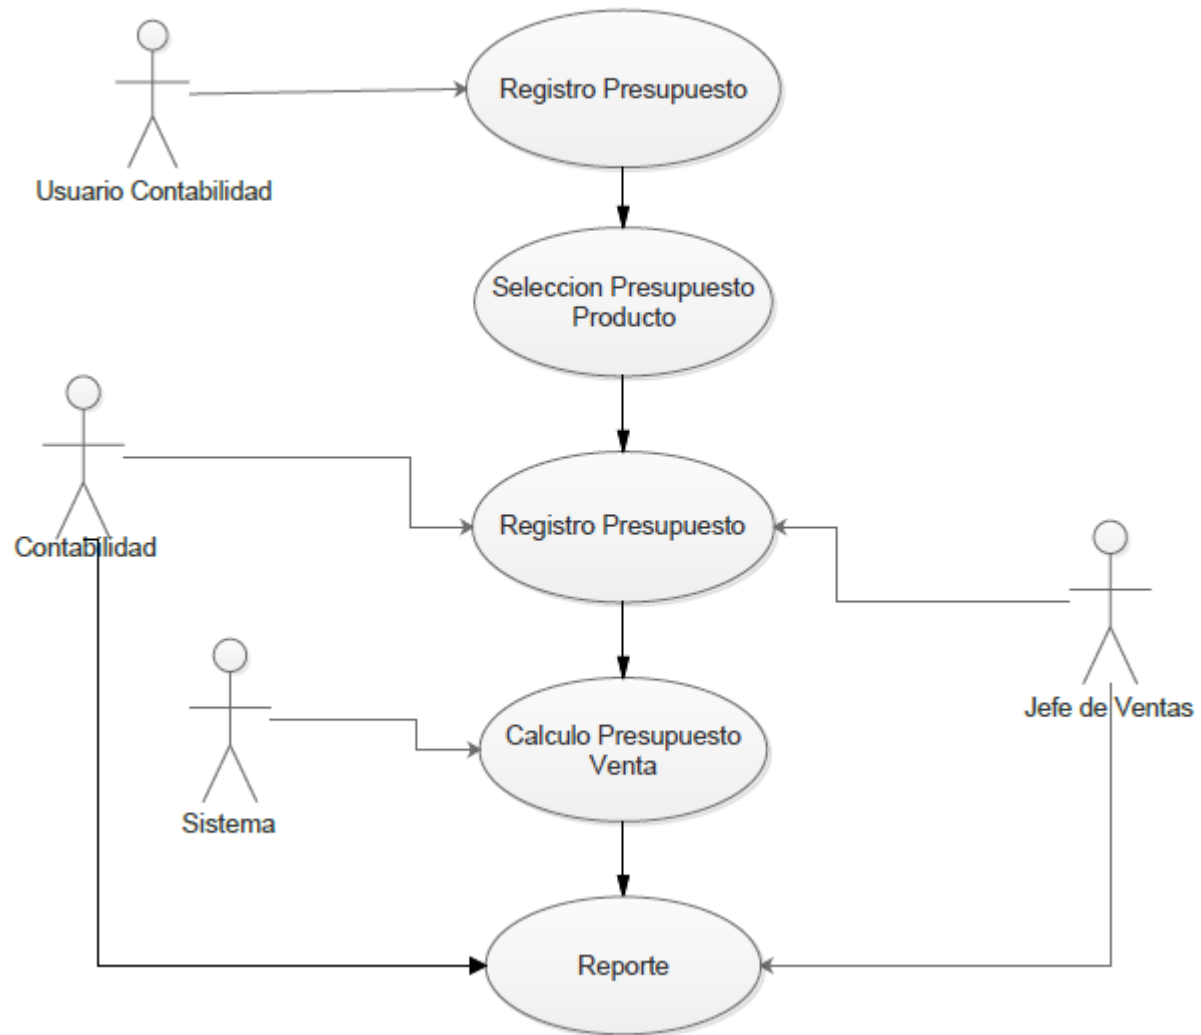 Registro Presupuesto
Usuario Contabilidad
Seleccion Presupuesto
Producto
Registro Presupuesto
Contabilidad
Jefe de Ventas
Calculo Presupuesto
Venta
Sistema
Reporte